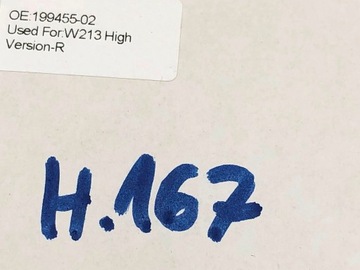 OE:199455-02
Used For:W213 High
Version-R
H.167